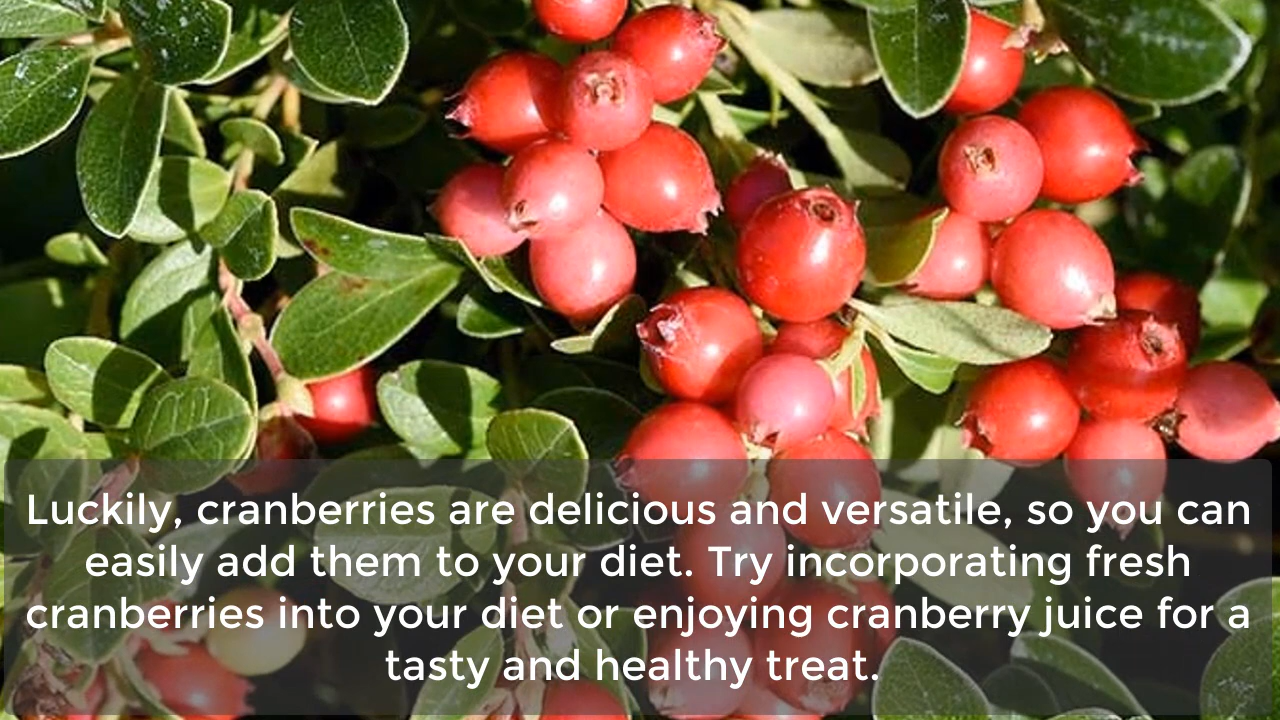 Luckily, cranberries are delicious and versatile, so you can
easily add them to your diet. Try incorporating fresh
cranberries into your diet or enjoying cranberry juice for a
tasty and healthy treat.